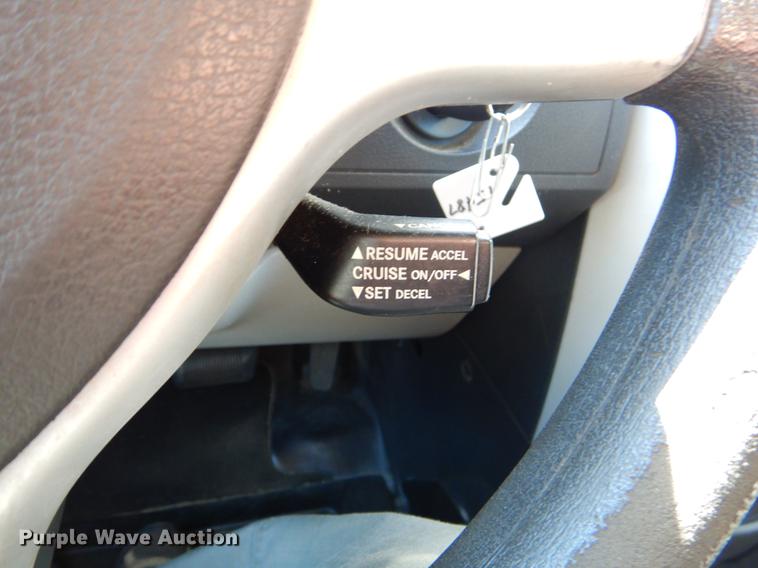 ▲RESUME ACCEL
CRUISE ON/OFF◄
▼SET DECEL
Purple Wave Auction®